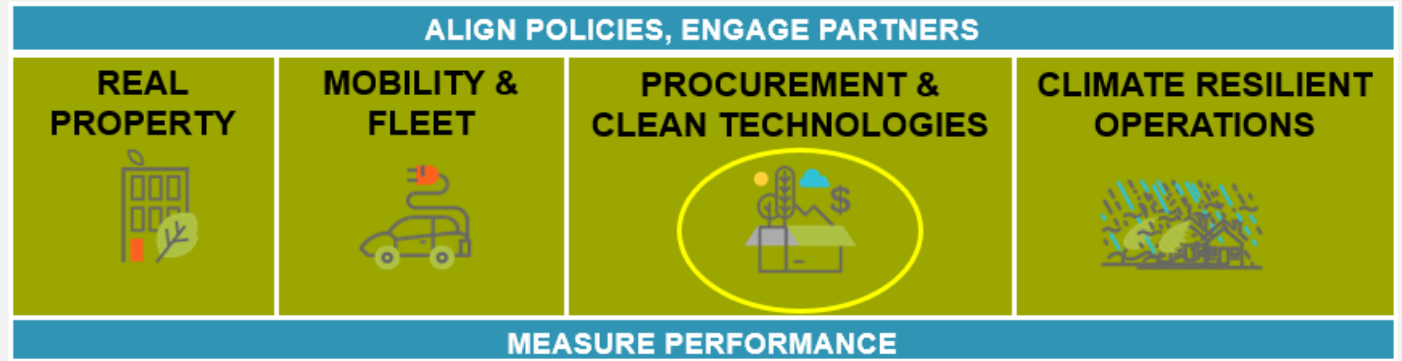 ALIGN POLICIES, ENGAGE PARTNERS
REAL
PROPERTY
MOBILITY &
FLEET
PROCUREMENT &
CLEAN TECHNOLOGIES
$
CLIMATE RESILIENT
OPERATIONS
MEASURE PERFORMANCE